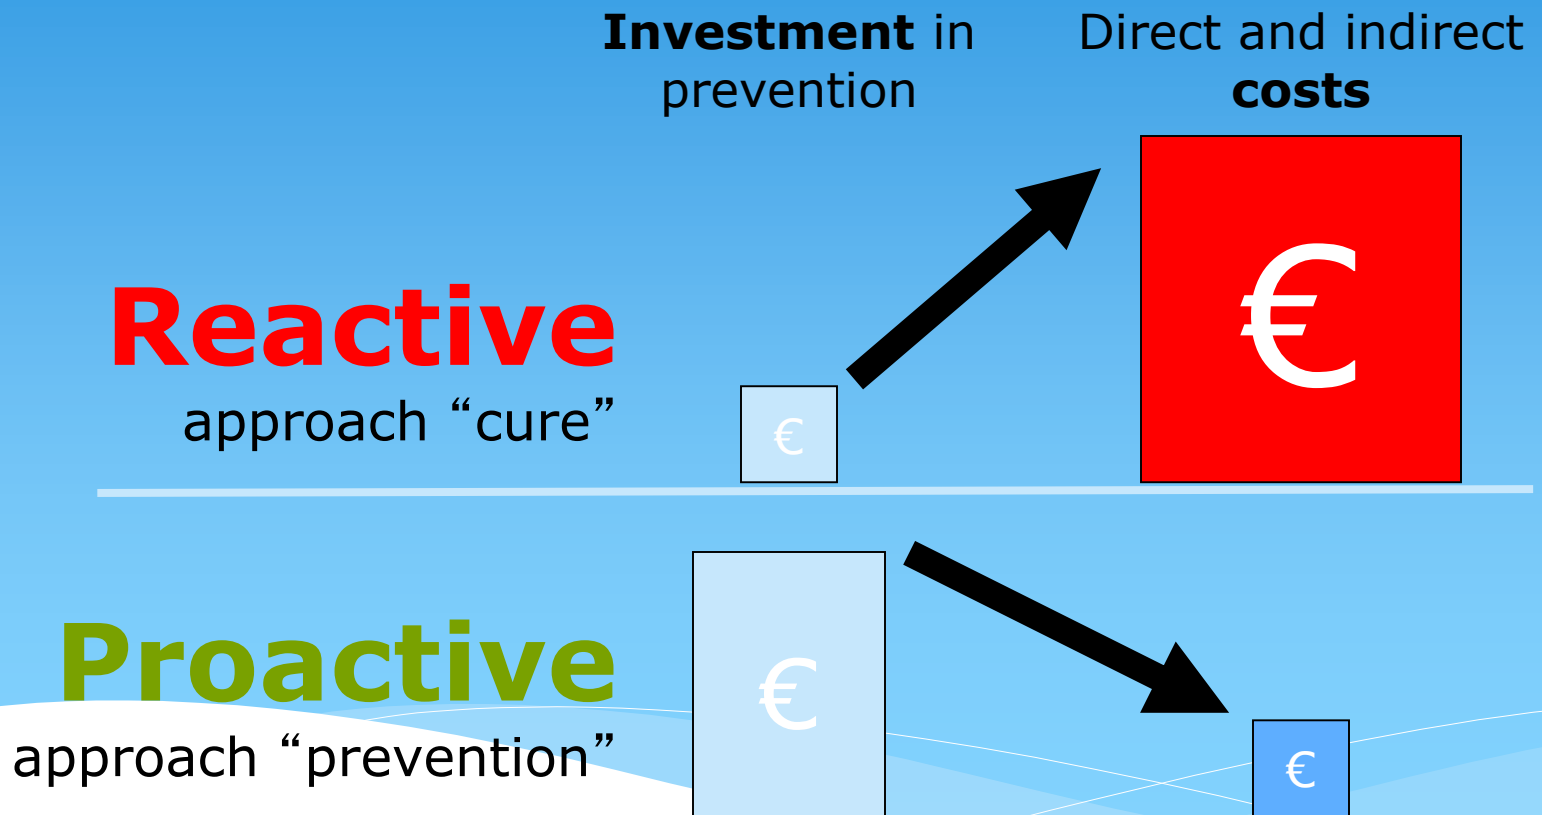 Investment in
prevention
Direct and indirect
costs
Reactive
approach “cure”
€
€
Proactive
approach “prevention”
€
€